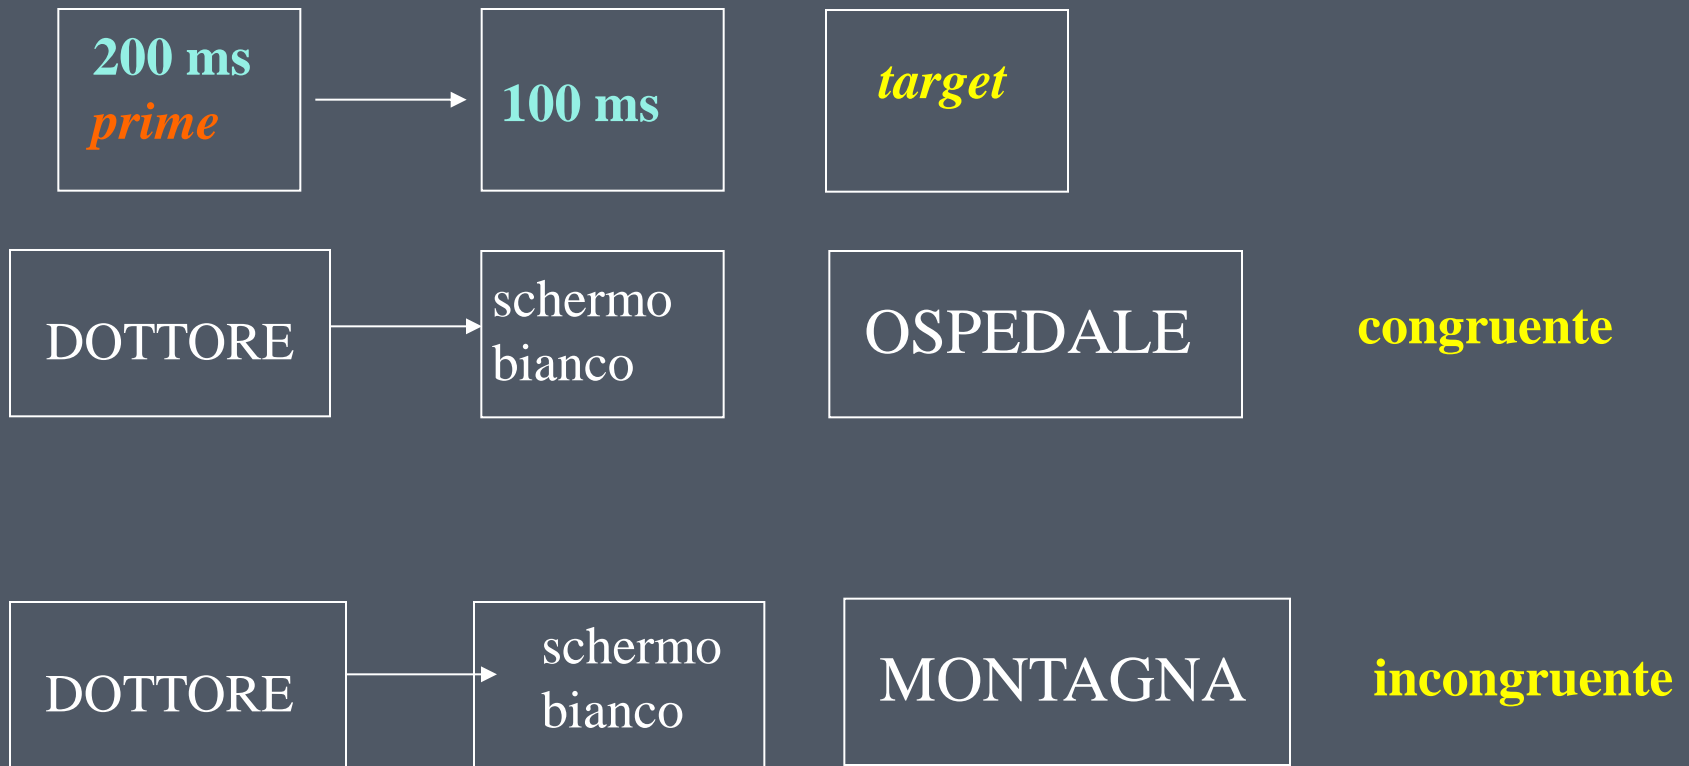 200 ms
prime
100 ms
target
DOTTORE
schermo
bianco
OSPEDALE
congruente
DOTTORE
schermo
bianco
MONTAGNA
incongruente